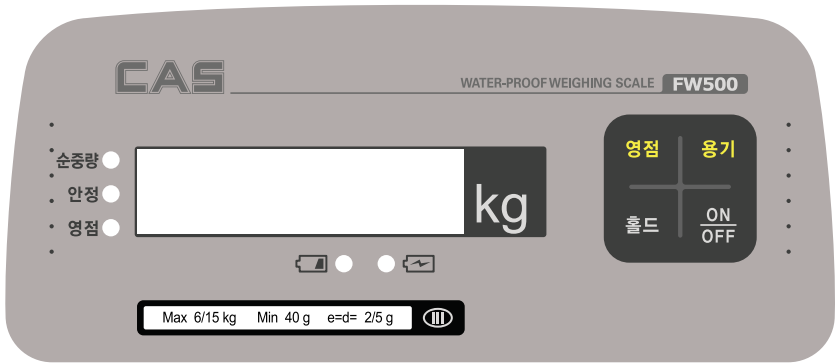 CAS
WATER-PROOF WEIGHING SCALE FW500
순중량
안정
영점
kg
영점 용기
홀드 ON
OFF
Max 6/15 kg Min 40 g e=d= 2/5 g III